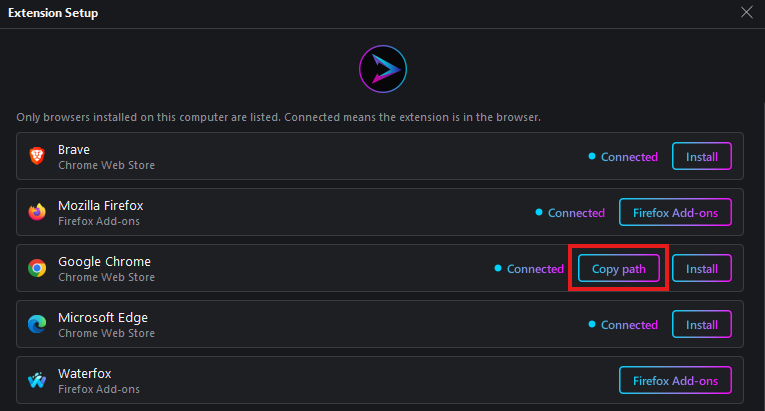 Extension Setup
Only browsers installed on this computer are listed. Connected means the extension is in the browser.
Brave
Chrome Web Store
Connected
Install
Mozilla Firefox
Firefox Add-ons
Connected
Firefox Add-ons
Google Chrome
Chrome Web Store
Connected
Copy path
Install
Microsoft Edge
Chrome Web Store
Connected
Install
Waterfox
Firefox Add-ons
Firefox Add-ons